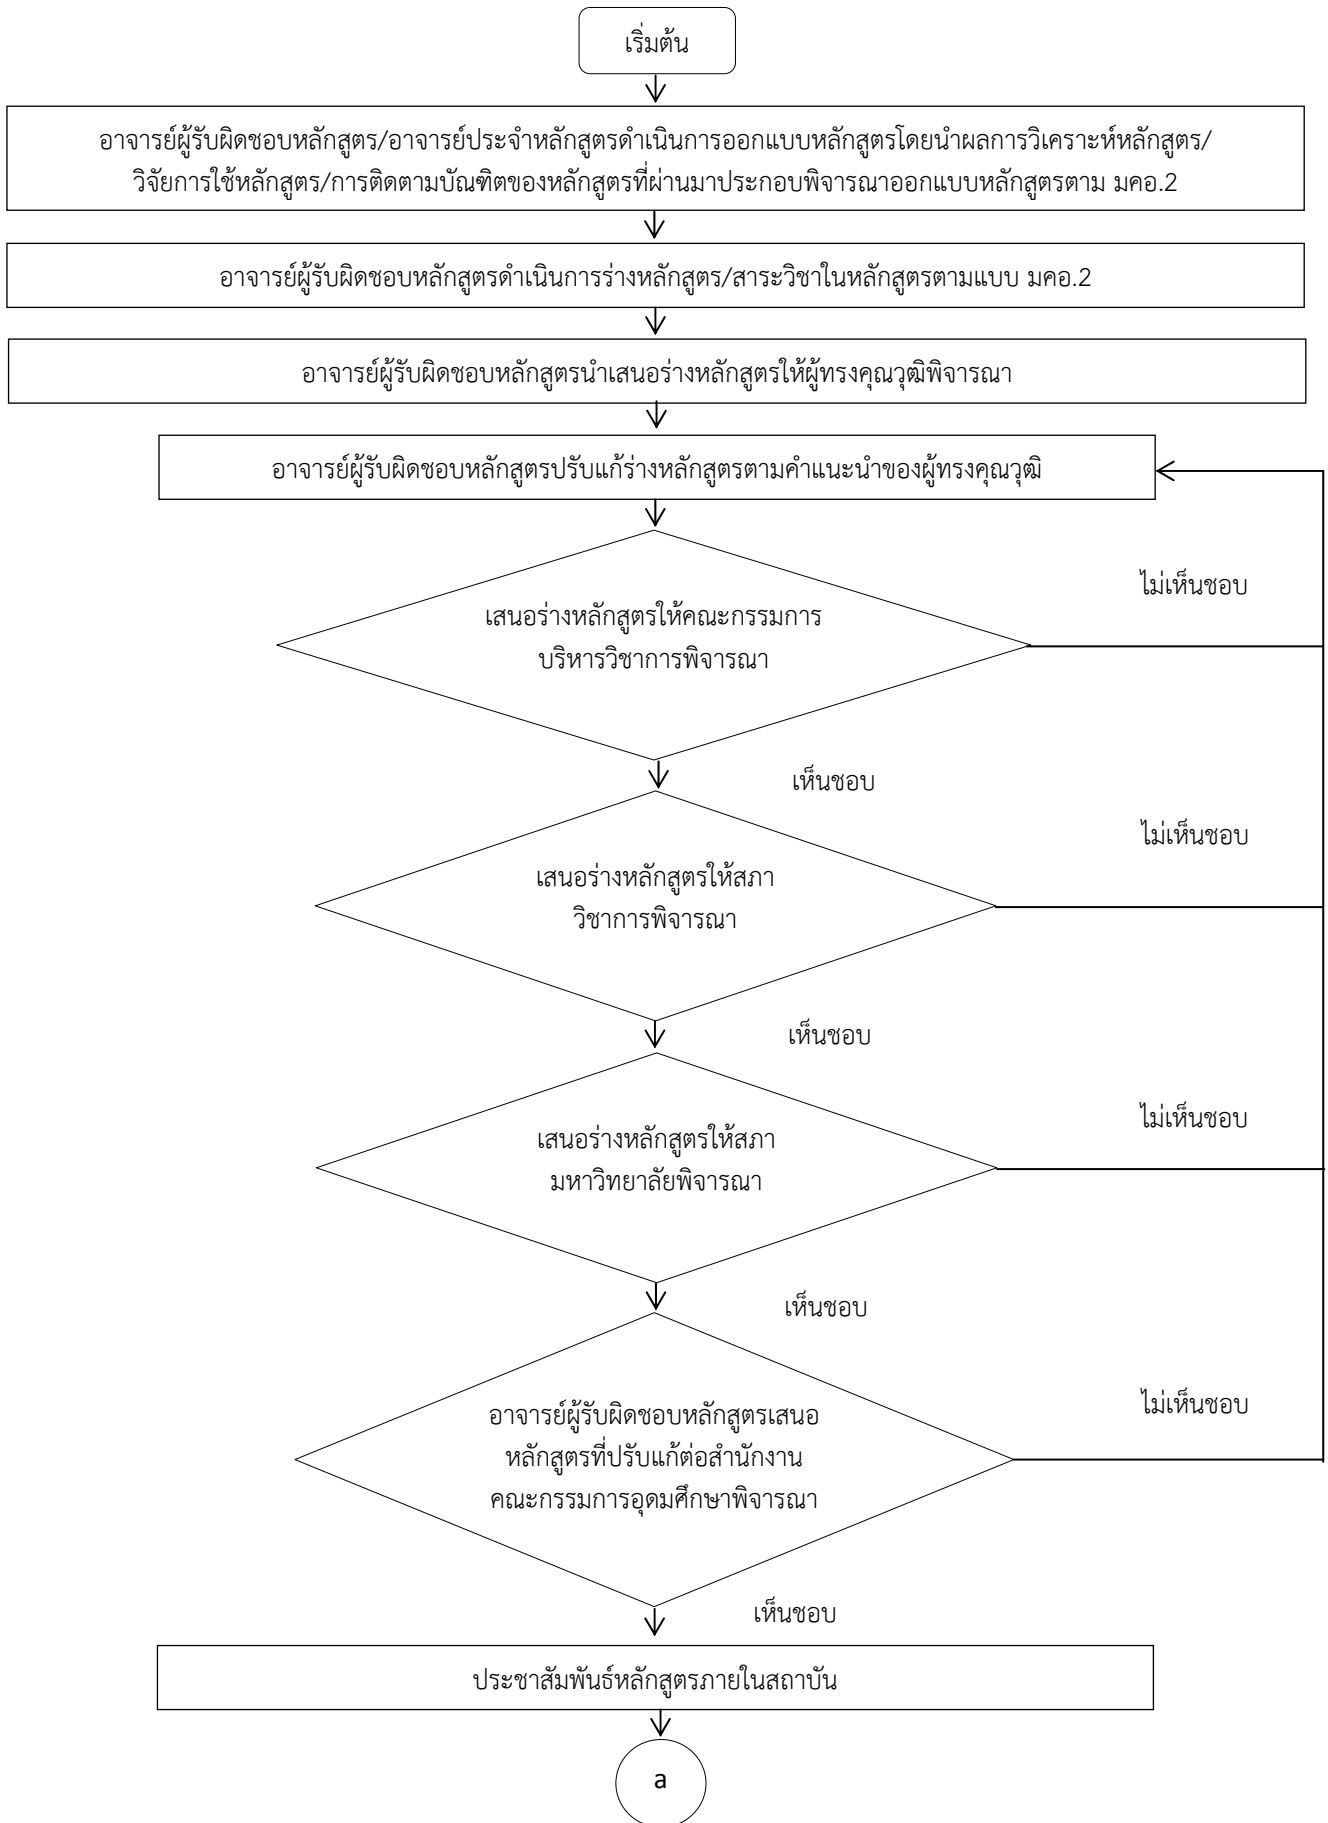 เริ่มต้น
อาจารย์ผู้รับผิดชอบหลักสูตร/อาจารย์ประจำหลักสูตรดำเนินการออกแบบหลักสูตรโดยนำผลการวิเคราะห์หลักสูตร/
วิจัยการใช้หลักสูตร/การติดตามบัณฑิตของหลักสูตรที่ผ่านมาประกอบพิจารณาออกแบบหลักสูตรตาม มคอ.2
อาจารย์ผู้รับผิดชอบหลักสูตรดำเนินการร่างหลักสูตร/สาระวิชาในหลักสูตรตามแบบ มคอ.2
อาจารย์ผู้รับผิดชอบหลักสูตรนำเสนอร่างหลักสูตรให้ผู้ทรงคุณวุฒิพิจารณา
อาจารย์ผู้รับผิดชอบหลักสูตรปรับแก้ร่างหลักสูตรตามคำแนะนำของผู้ทรงคุณวุฒิ
ไม่เห็นชอบ
เสนอร่างหลักสูตรให้คณะกรรมการ
บริหารวิชาการพิจารณา
เห็นชอบ
ไม่เห็นชอบ
เสนอร่างหลักสูตรให้สภา
วิชาการพิจารณา
เห็นชอบ
ไม่เห็นชอบ
เสนอร่างหลักสูตรให้สภา
มหาวิทยาลัยพิจารณา
เห็นชอบ
ไม่เห็นชอบ
อาจารย์ผู้รับผิดชอบหลักสูตรเสนอ
หลักสูตรที่ปรับแก้ต่อสำนักงาน
คณะกรรมการอุดมศึกษาพิจารณา
เห็นชอบ
ประชาสัมพันธ์หลักสูตรภายในสถาบัน
a